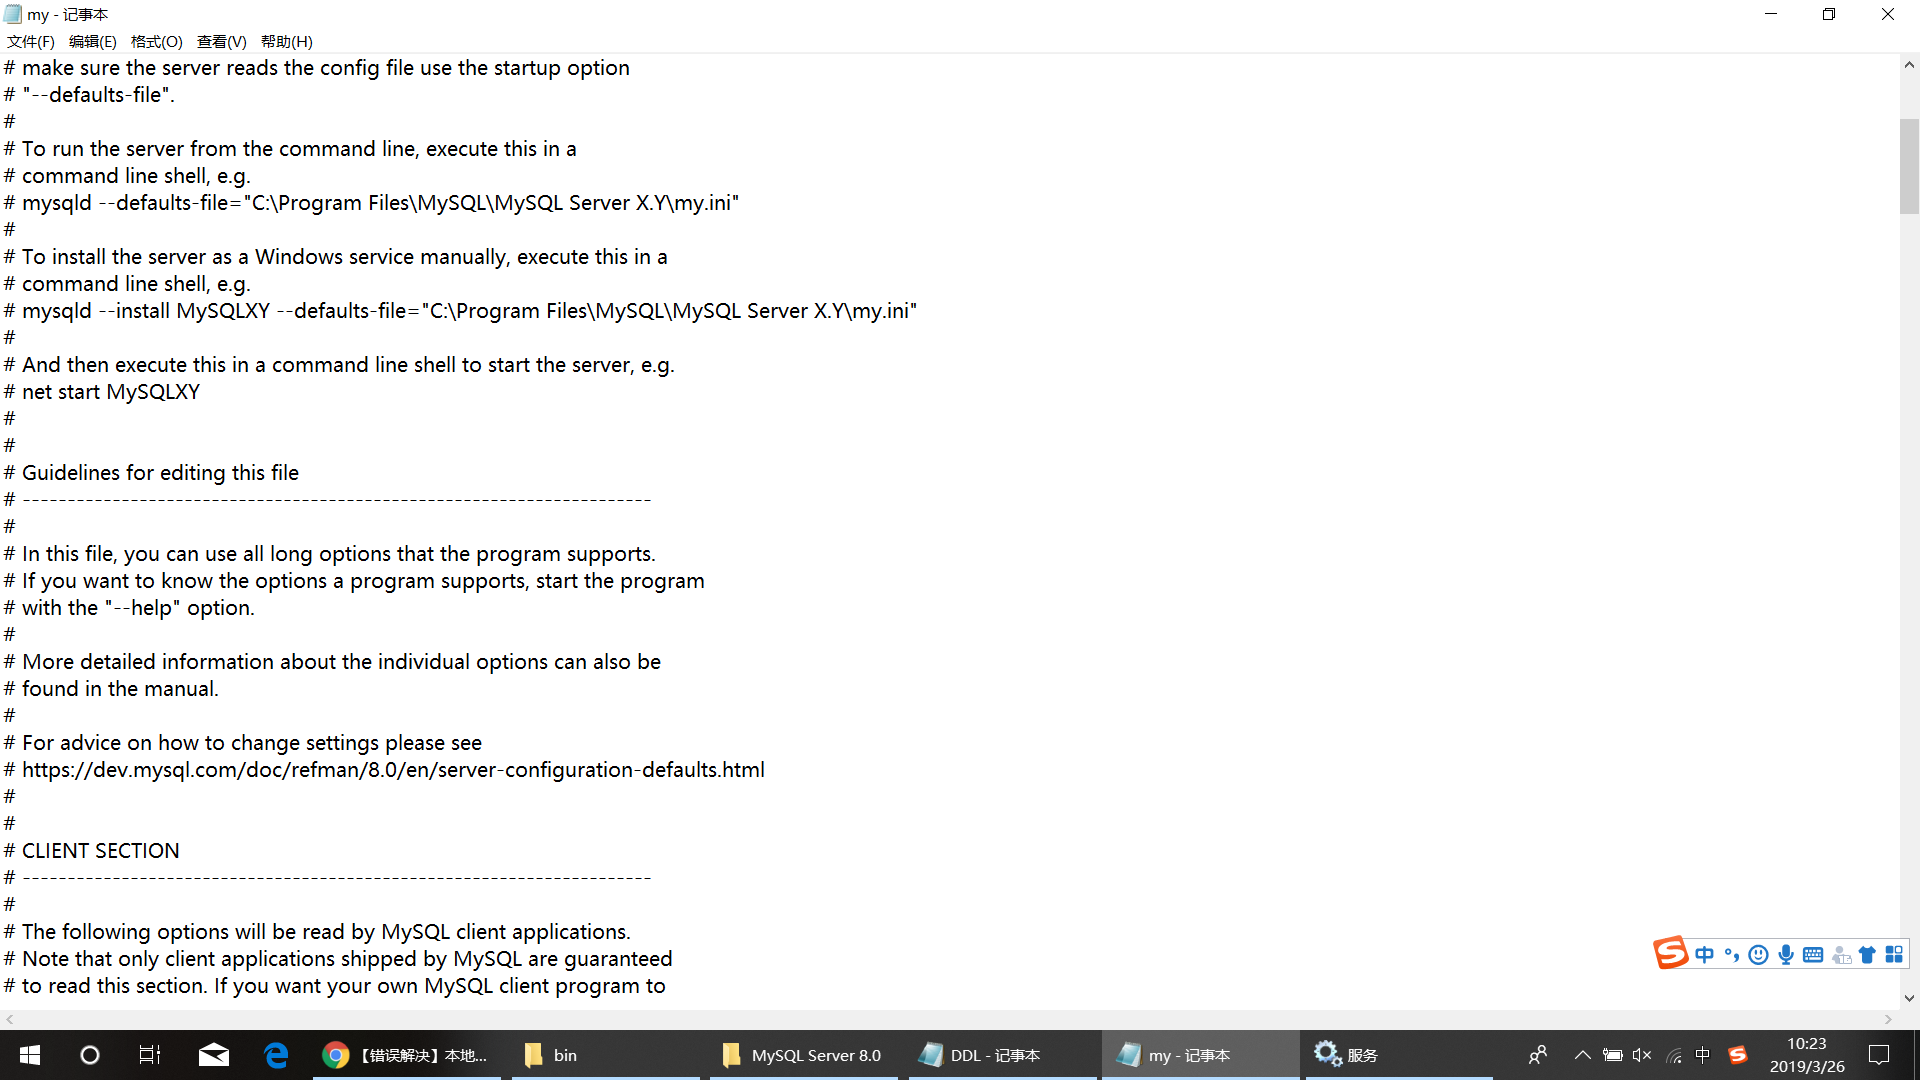 my - 记事本
文件(F) 编辑(E) 格式(O) 查看(V) 帮助(H)
# make sure the server reads the config file use the startup option
# "--defaults-file".
#
# To run the server from the command line, execute this in a
# command line shell, e.g.
# mysqld --defaults-file="C:\Program Files\MySQL\MySQL Server X.Y\my.ini"
#
# To install the server as a Windows service manually, execute this in a
# command line shell, e.g.
# mysqld --install MySQLXY --defaults-file="C:\Program Files\MySQL\MySQL Server X.Y\my.ini"
#
# And then execute this in a command line shell to start the server, e.g.
# net start MySQLXY
#
#
# Guidelines for editing this file
# ----------------------------------------------------------------------
#
# In this file, you can use all long options that the program supports.
# If you want to know the options a program supports, start the program
# with the "--help" option.
#
# More detailed information about the individual options can also be
# found in the manual.
#
# For advice on how to change settings please see
# https://dev.mysql.com/doc/refman/8.0/en/server-configuration-defaults.html
#
#
# CLIENT SECTION
# ----------------------------------------------------------------------
#
# The following options will be read by MySQL client applications.
# Note that only client applications shipped by MySQL are guaranteed
# to read this section. If you want your own MySQL client program to
中
【错误解决】本地... bin MySQL Server 8.0 DDL - 记事本 my - 记事本 服务 中 10:23
2019/3/26